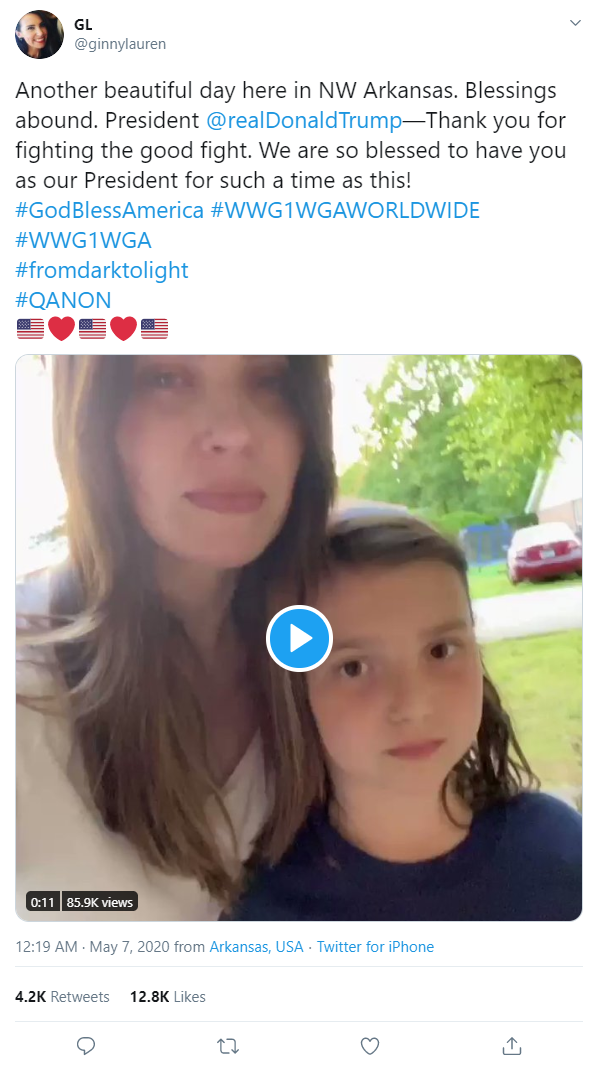 GL
@ginnylauren
Another beautiful day here in NW Arkansas. Blessings
abound. President @realDonaldTrump—Thank you for
fighting the good fight. We are so blessed to have you
as our President for such a time as this!
#GodBlessAmerica #WWG1WGAWORLDWIDE
#WWG1WGA
#fromdarktolight
#QANON
🇺🇸❤️🇺🇸❤️🇺🇸
0:11 85.9K views
12:19 AM · May 7, 2020 from Arkansas, USA · Twitter for iPhone
4.2K Retweets 12.8K Likes